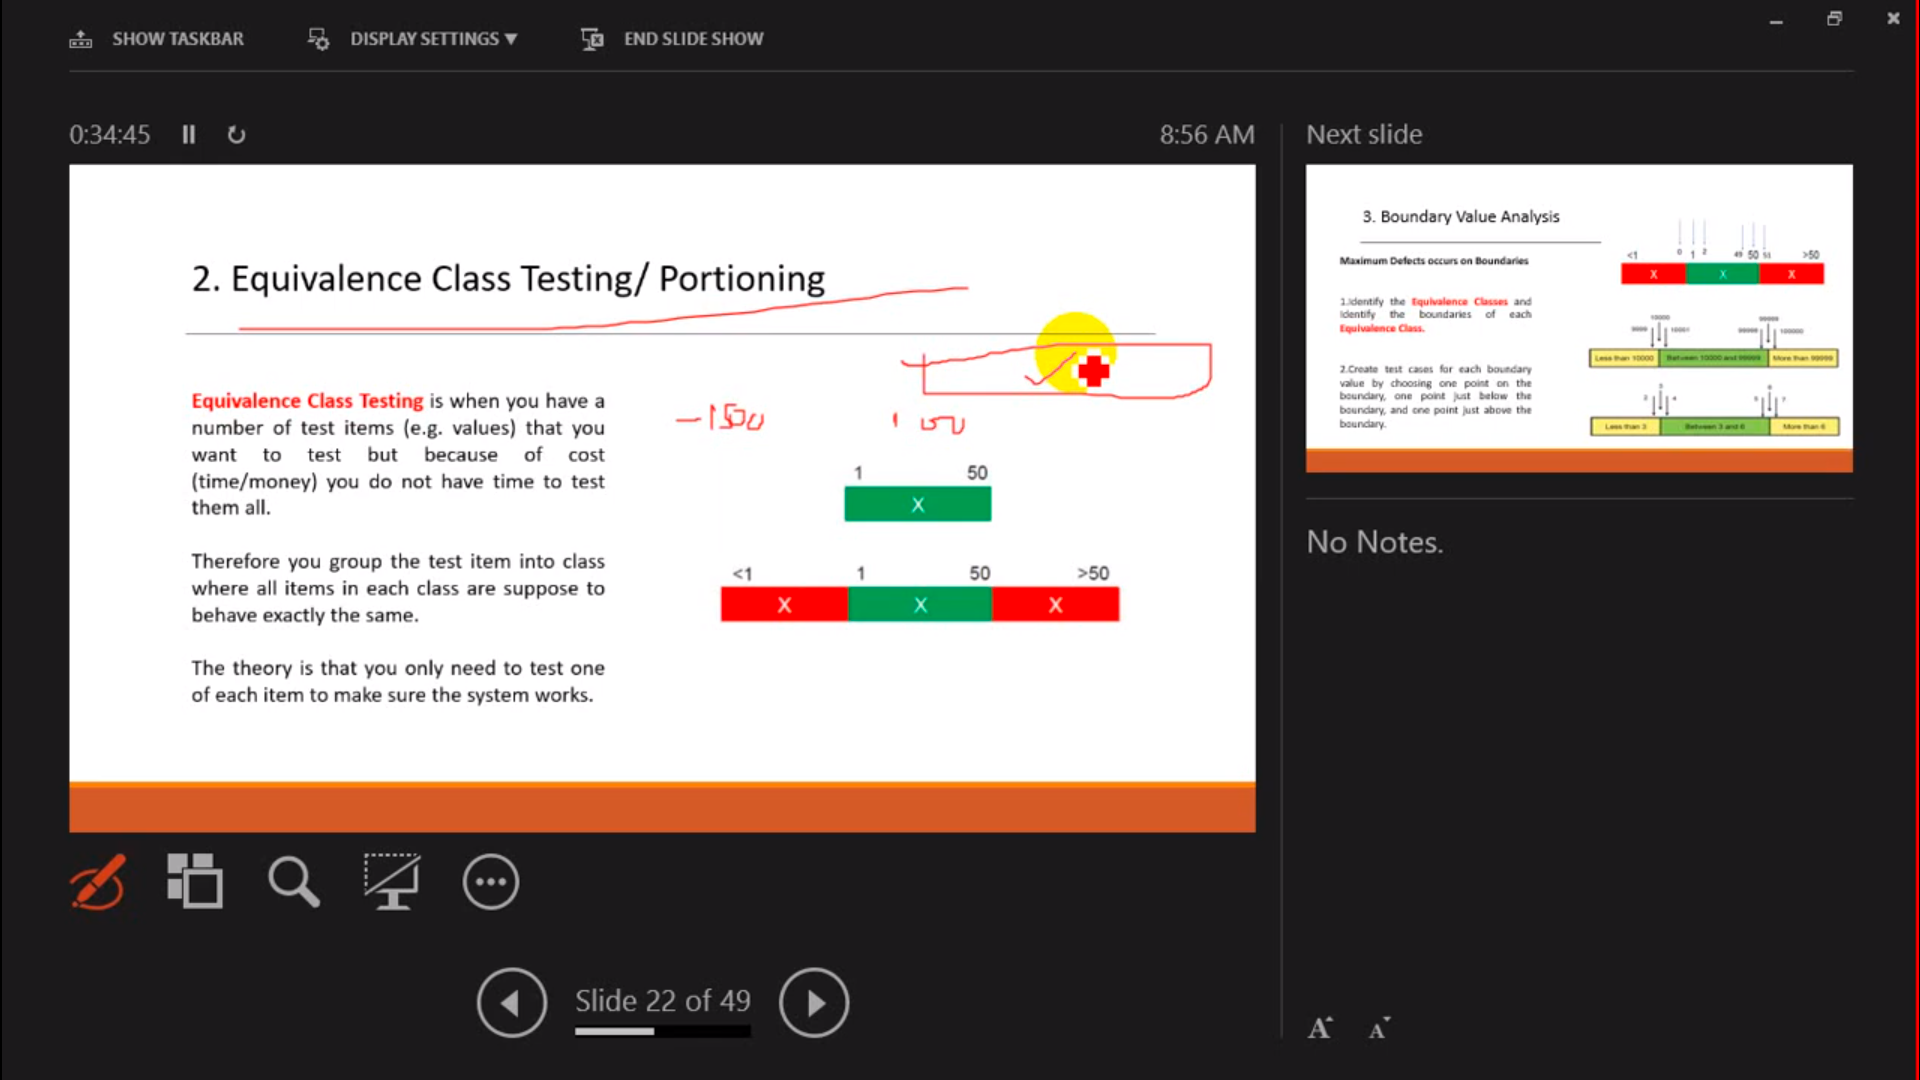 SHOW TASKBAR
DISPLAY SETTINGS ▼
END SLIDE SHOW
0:34:45
8:56 AM
2. Equivalence Class Testing/ Portioning
Equivalence Class Testing is when you have a
number of test items (e.g. values) that you
want to test but because of cost
(time/money) you do not have time to test
them all.
Therefore you group the test item into class
where all items in each class are suppose to
behave exactly the same.
The theory is that you only need to test one
of each item to make sure the system works.
1 50
X
<1 1 50 >50
X X X
Next slide
3. Boundary Value Analysis
Maximum Defects occurs on Boundaries
1.Identify the Equivalence Classes and
Identify the boundaries of each
Equivalence Class.
2.Create test cases for each boundary
value by choosing one point on the
boundary, one point just below the
boundary, and one point just above the
boundary.
<1 0 1 2 49 50 51 >50
X X X
10000
9999 10001
Less than 10000 Between 10000 and 99999 More than 99999
Less than 3 Between 3 and 6 More than 6
No Notes.
Slide 22 of 49
A A